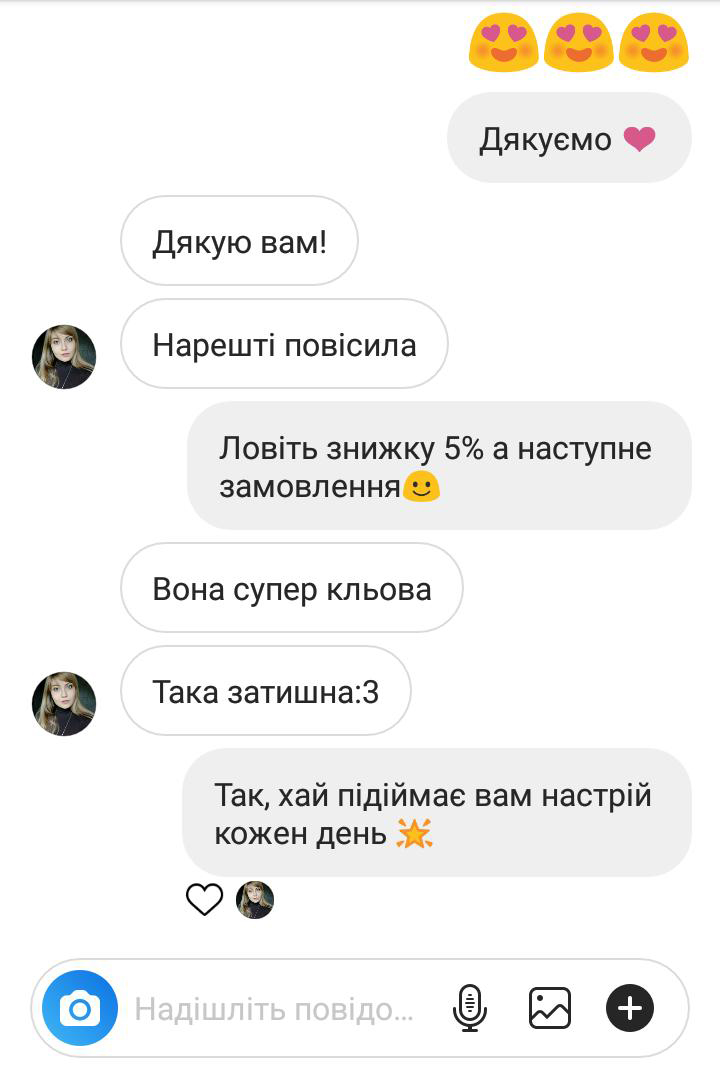 Дякуємо
Дякую вам!
Нарешті повісила
Ловіть знижку 5% а наступне
замовлення
Вона супер кльова
Така затишна:3
Так, хай підіймає вам настрій
кожен день
Надішліть повідо...